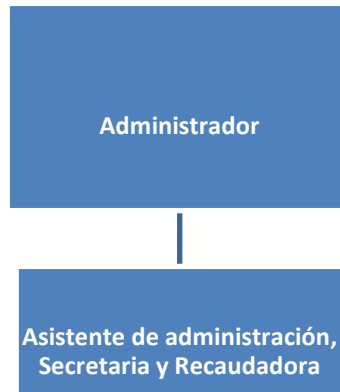 Administrador
Asistente de administración,
Secretaria y Recaudadora